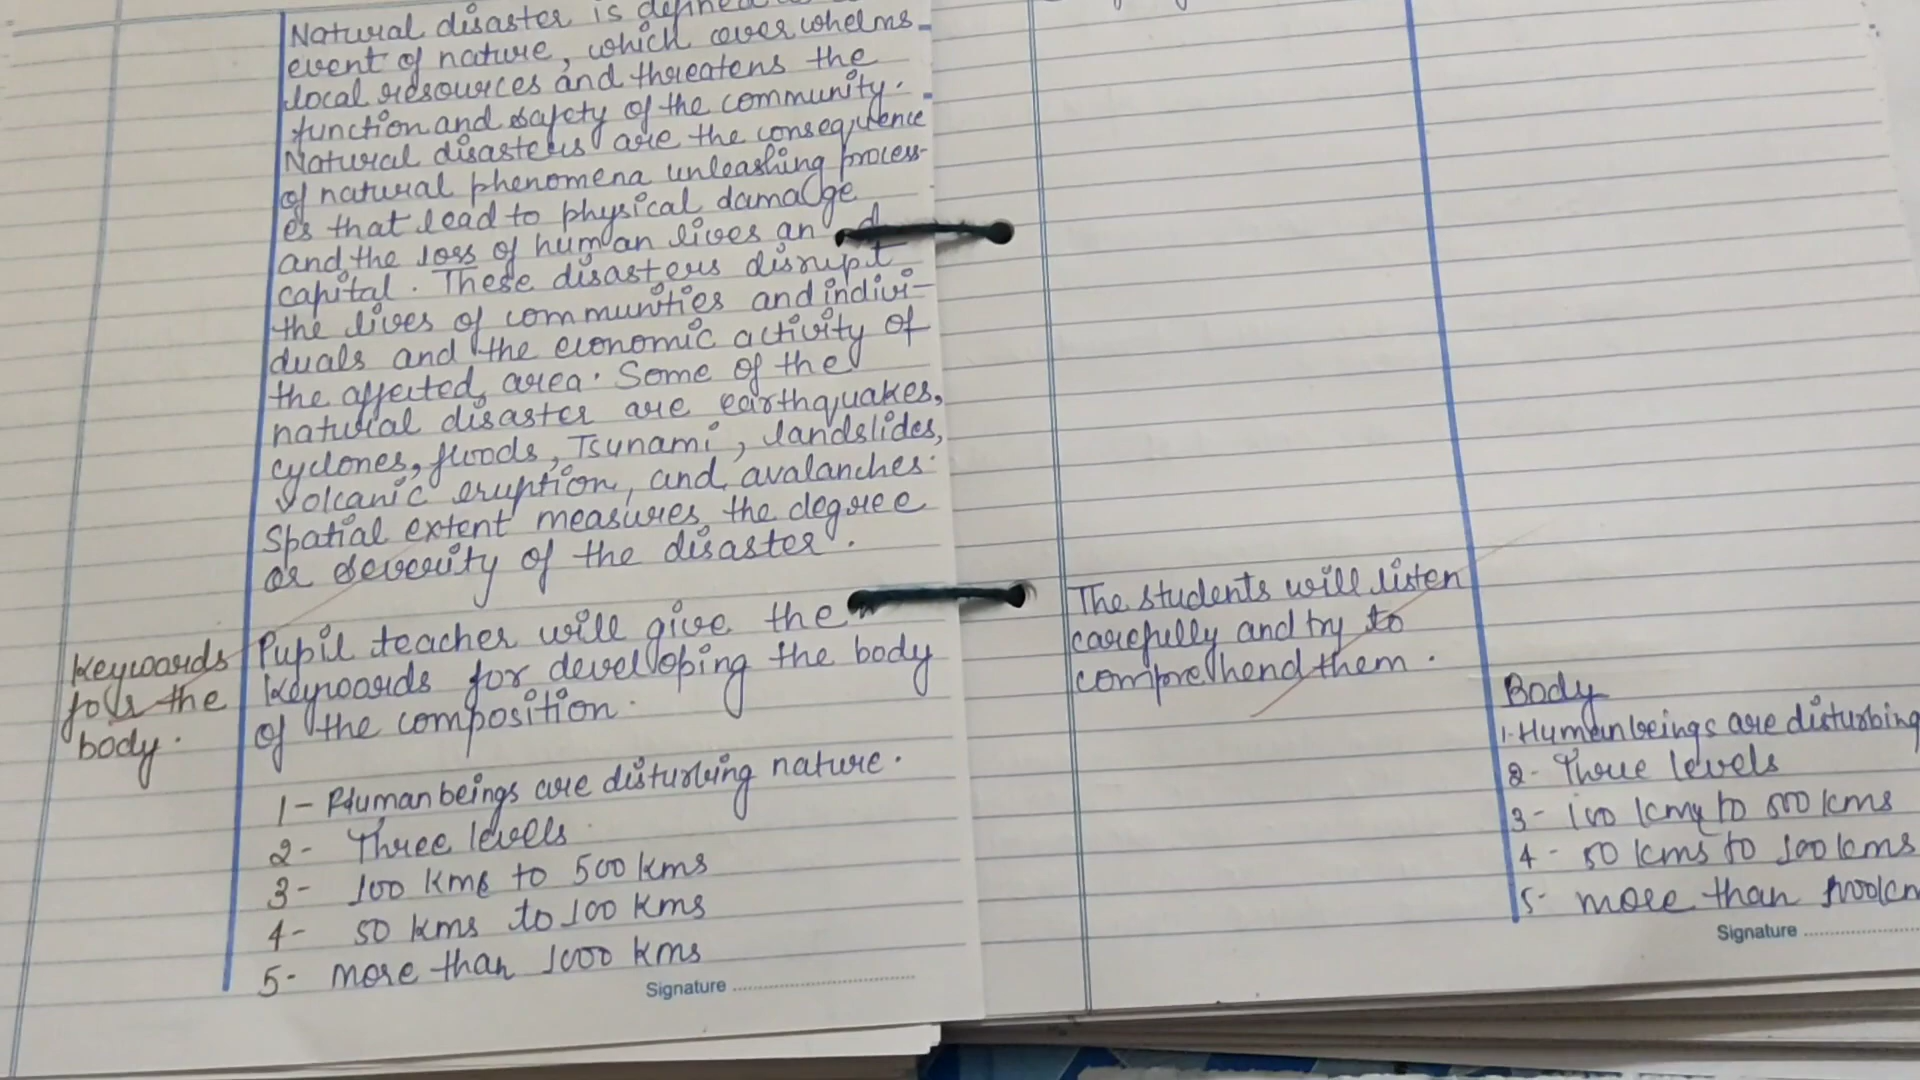 Natural disaster is defined
event of nature, which over whelms
local resources and threatens the
function and safety of the community.
Natural disasters are the consequence
of natural phenomena unleashing process-
es that lead to physical damage
and the loss of human lives an d
capital. These disasters disrupt
the lives of communities and indivi-
duals and the economic activity of
the affected area. Some of the
natural disaster are earthquakes,
cyclones, floods, Tsunami, landslides,
Volcanic eruption, and avalanches.
Spatial extent measures the degree
or severity of the disaster.
Keywords
for the
body.
Pupil teacher will give the
Keywords for developing the body
of the composition.
1- Human beings are disturbing nature.
2- Three levels
3- 100 Kms to 500 Kms
4- 50 kms to 100 Kms
5- more than 1000 kms
Signature
The students will listen
carefully and try to
comprehend them.
Body
1. Human beings are disturbing
2- Three levels
3- 100 kms to 500 kms
4- 50 kms to 100 kms
5- more than
Signature